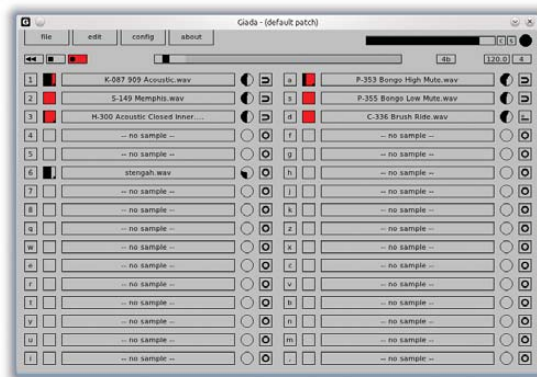 G Giada - (default patch)
file edit config about
4b 120.0 4
1 K-087 909 Acoustic.wav a P-353 Bongo High Mute.wav
2 S-149 Memphis.wav s P-355 Bongo Low Mute.wav
3 H-300 Acoustic Closed Inner.... d C-336 Brush Ride.wav
4 -- no sample -- f -- no sample --
5 -- no sample -- g -- no sample --
6 stengah.wav h -- no sample --
7 -- no sample -- j -- no sample --
8 -- no sample -- k -- no sample --
q -- no sample -- z -- no sample --
w -- no sample -- x -- no sample --
e -- no sample -- c -- no sample --
r -- no sample -- v -- no sample --
t -- no sample -- b -- no sample --
y -- no sample -- n -- no sample --
u -- no sample -- m -- no sample --
i -- no sample -- , -- no sample --